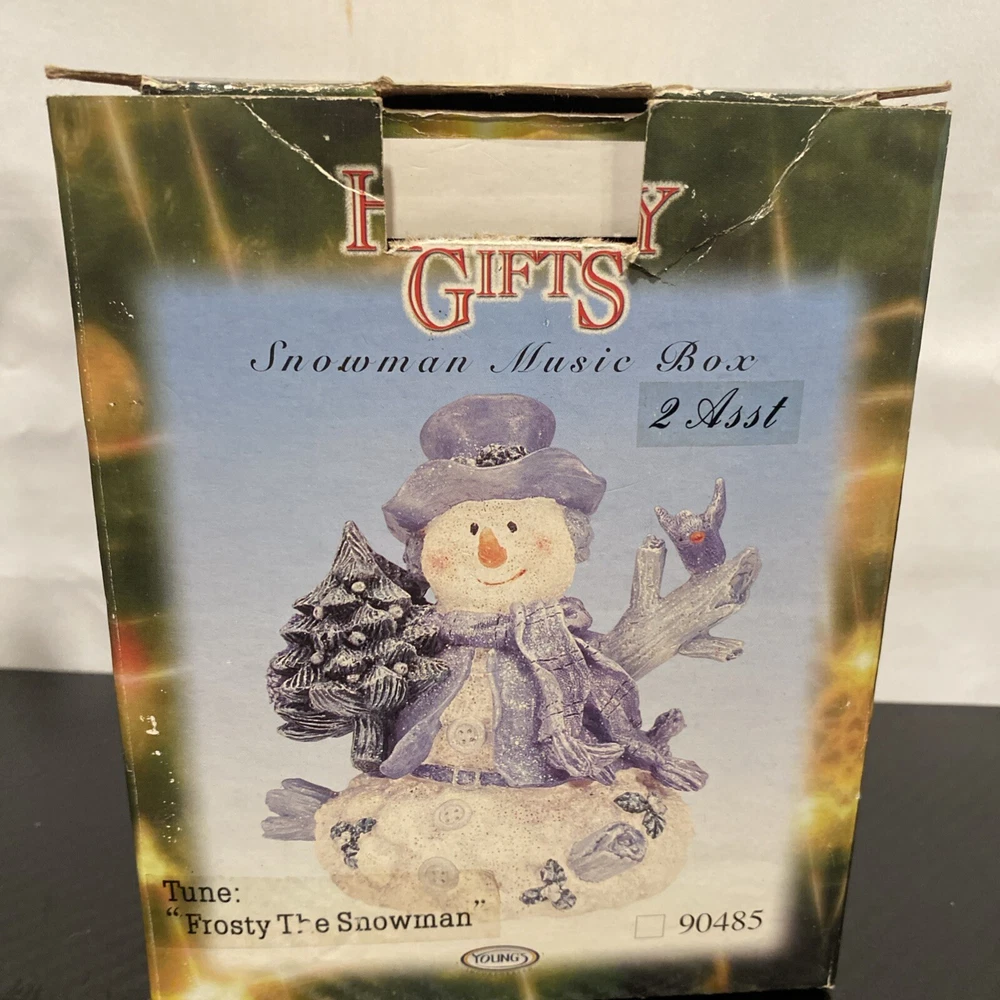 GIFTS
Snowman Music Box
2 Asst
Tune:
"Frosty The Snowman"
90485
YOUNG'S